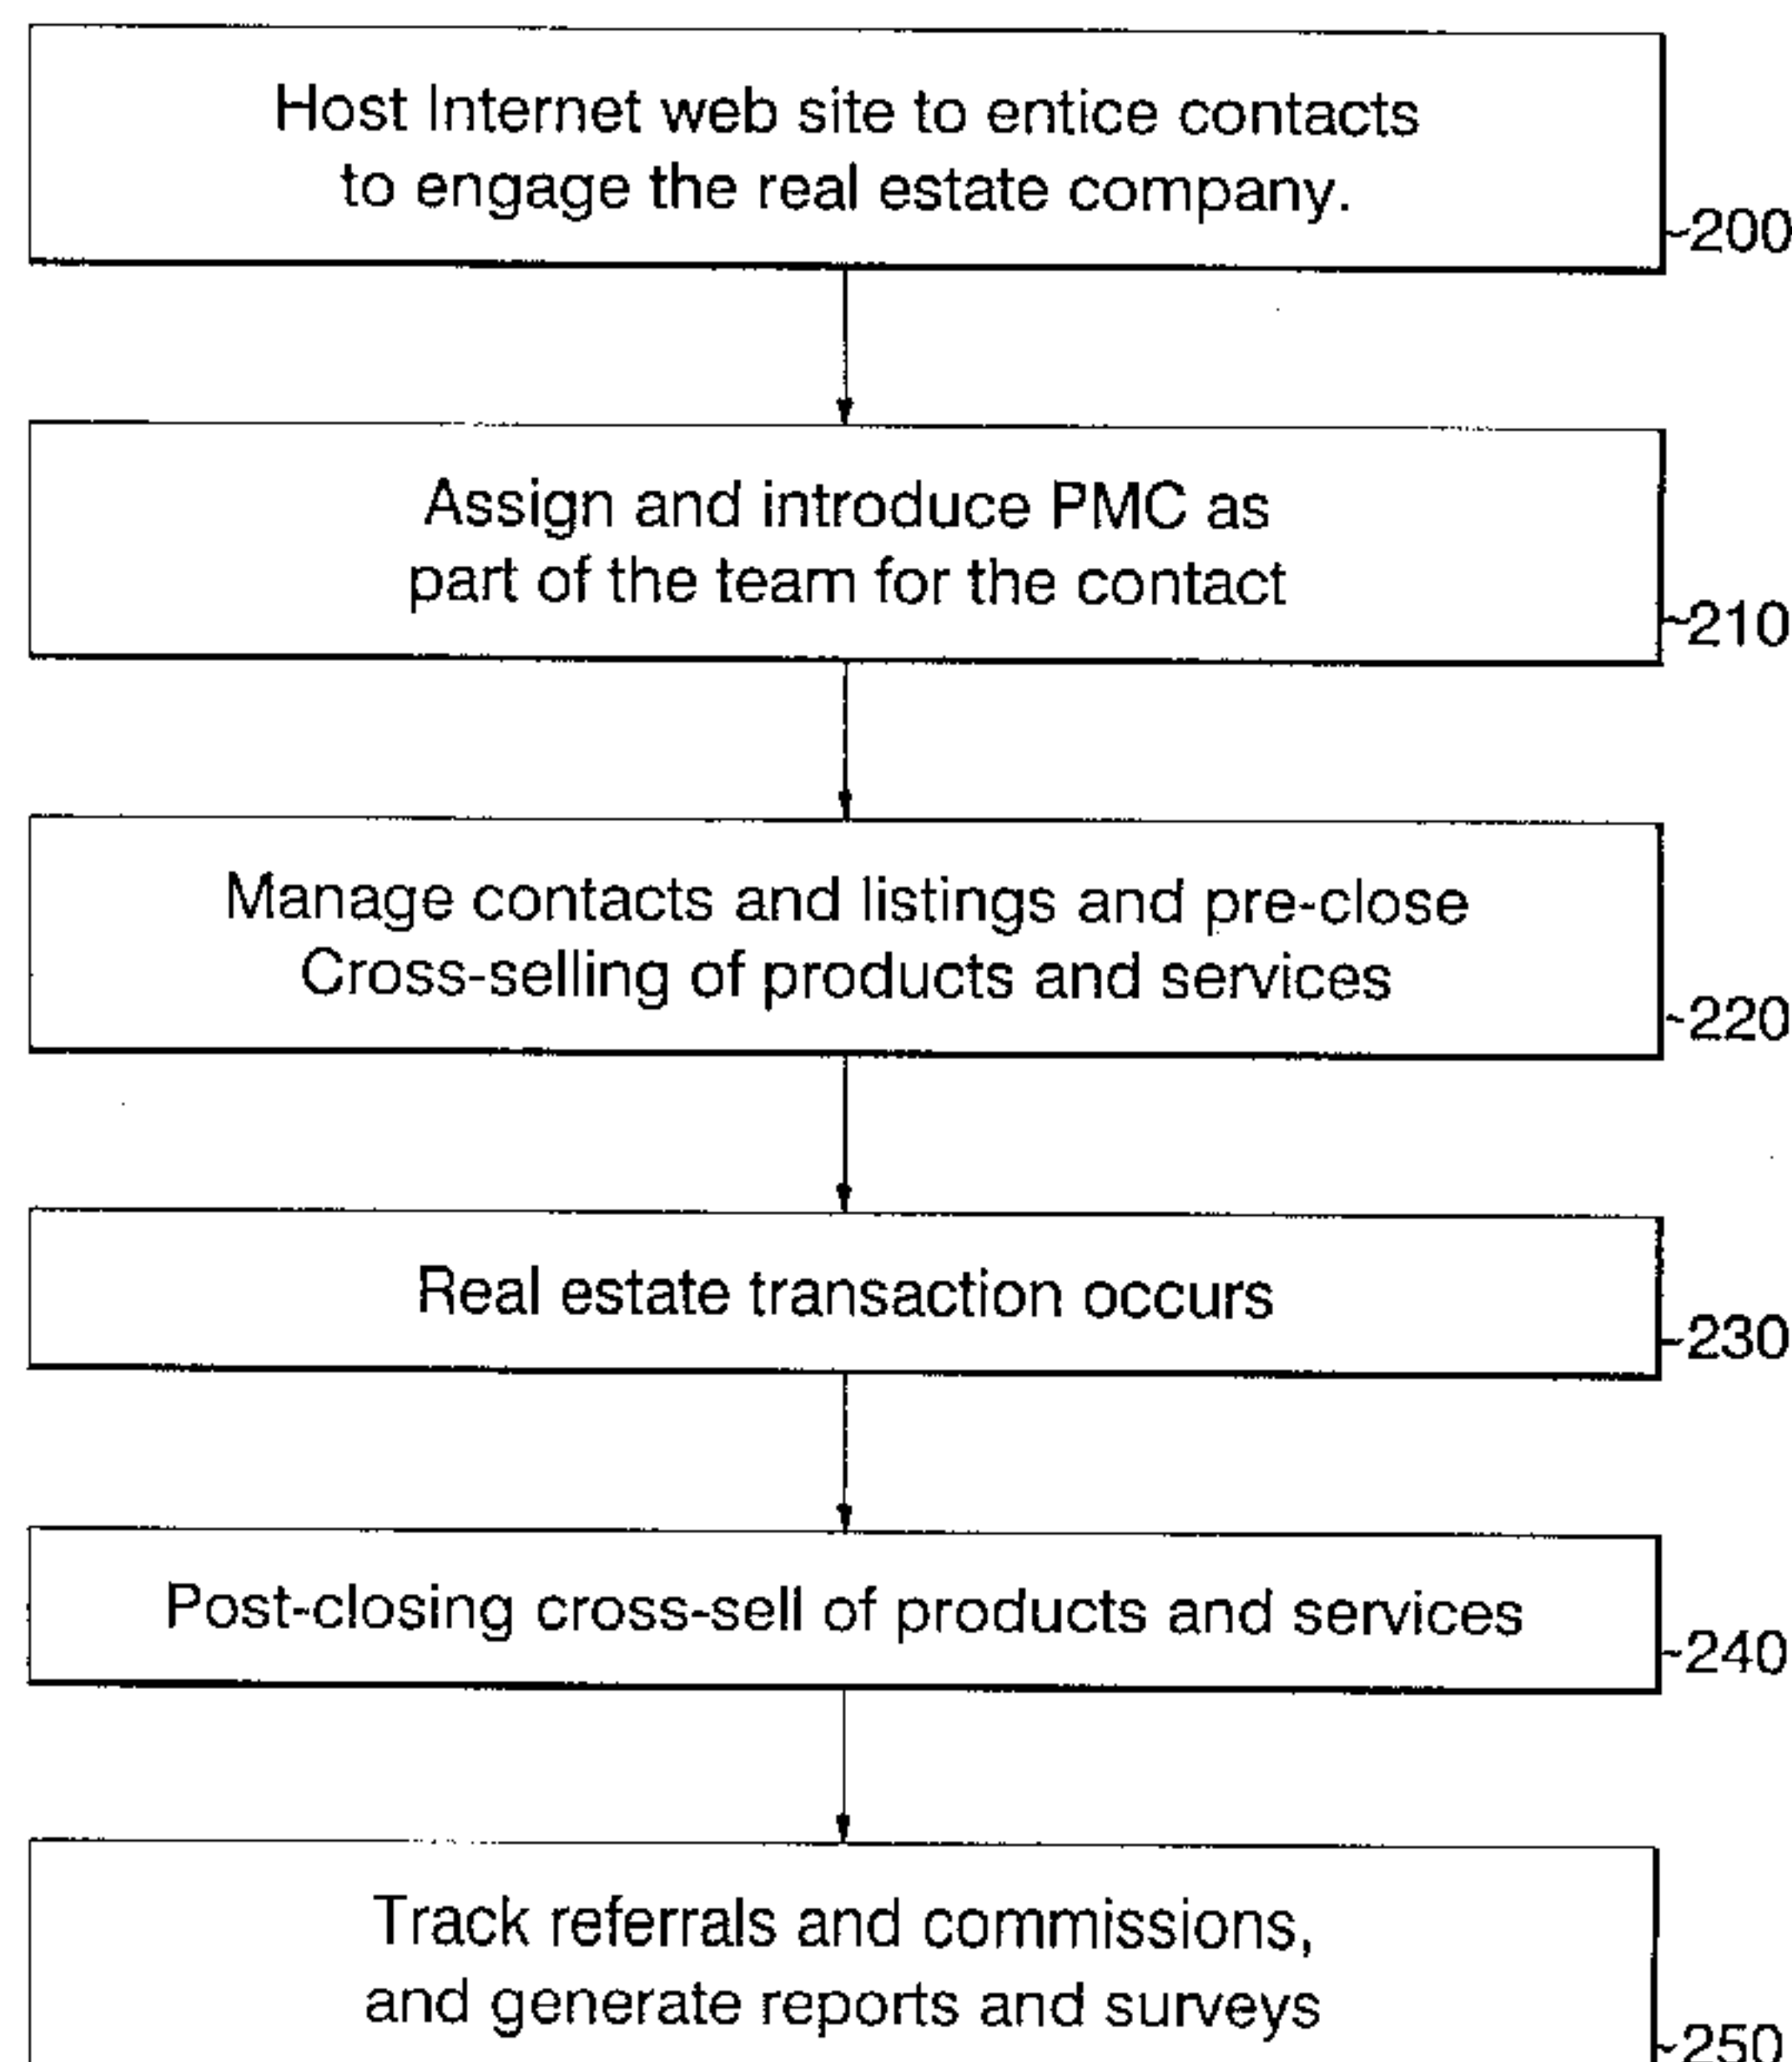 Host Internet web site to entice contacts
to engage the real estate company.
200
Assign and introduce PMC as
part of the team for the contact
210
Manage contacts and listings and pre-close
Cross-selling of products and services
220
Real estate transaction occurs
230
Post-closing cross-sell of products and services
240
Track referrals and commissions,
and generate reports and surveys
250